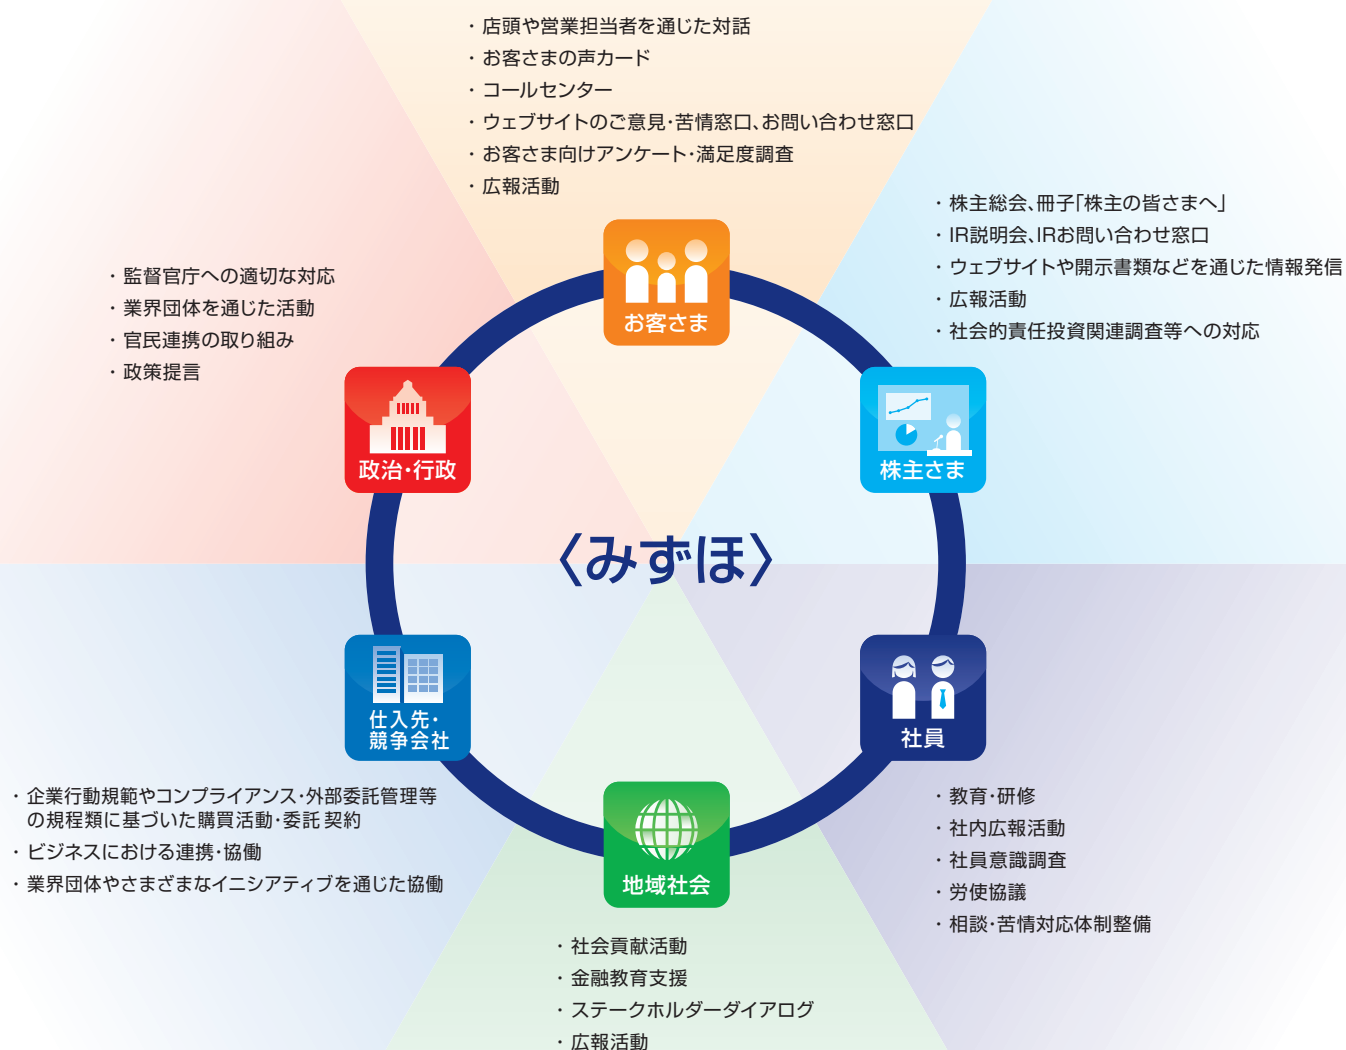 ・店頭や営業担当者を通じた対話
・お客さまの声カード
・コールセンター
・ウェブサイトのご意見・苦情窓口、お問い合わせ窓口
・お客さま向けアンケート・満足度調査
・広報活動
お客さま
・株主総会、冊子「株主の皆さまへ」
・IR説明会、IRお問い合わせ窓口
・ウェブサイトや開示書類などを通じた情報発信
・広報活動
・社会的責任投資関連調査等への対応
株主さま
・監督官庁への適切な対応
・業界団体を通じた活動
・官民連携の取り組み
・政策提言
政治・行政
〈みずほ〉
仕入先・
競争会社
・企業行動規範やコンプライアンス・外部委託管理等
の規程類に基づいた購買活動・委託契約
・ビジネスにおける連携・協働
・業界団体やさまざまなイニシアティブを通じた協働
社員
・教育・研修
・社内広報活動
・社員意識調査
・労使協議
・相談・苦情対応体制整備
地域社会
・社会貢献活動
・金融教育支援
・ステークホルダーダイアログ
・広報活動